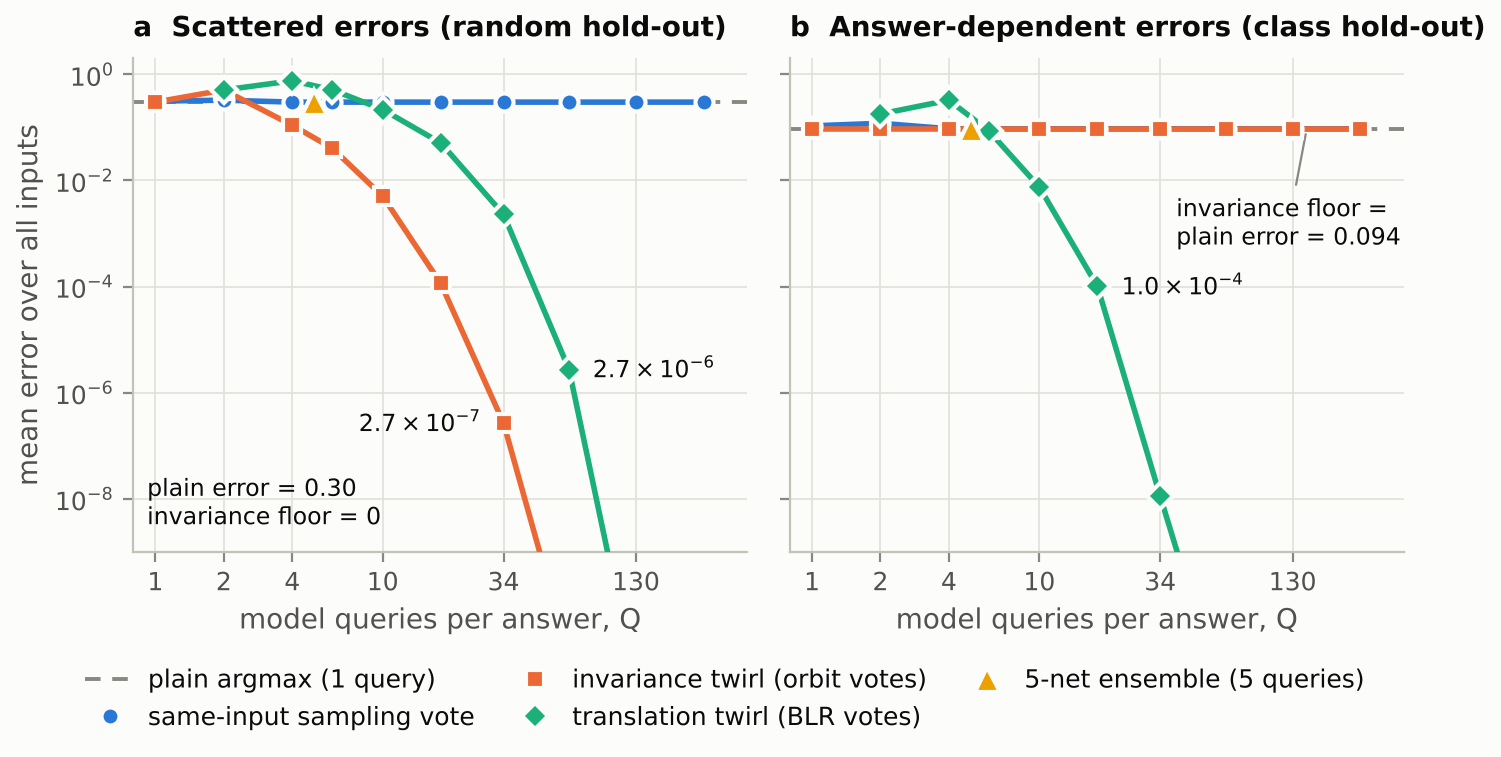 a Scattered errors (random hold-out)
b Answer-dependent errors (class hold-out)
mean error over all inputs
10⁰
10⁻²
10⁻⁴
10⁻⁶
10⁻⁸
2.7 × 10⁻⁶
2.7 × 10⁻⁷
plain error = 0.30
invariance floor = 0
1 2 4 10 34 130
model queries per answer, Q
invariance floor =
plain error = 0.094
1.0 × 10⁻⁴
1 2 4 10 34 130
model queries per answer, Q
plain argmax (1 query)
same-input sampling vote
invariance twirl (orbit votes)
translation twirl (BLR votes)
5-net ensemble (5 queries)